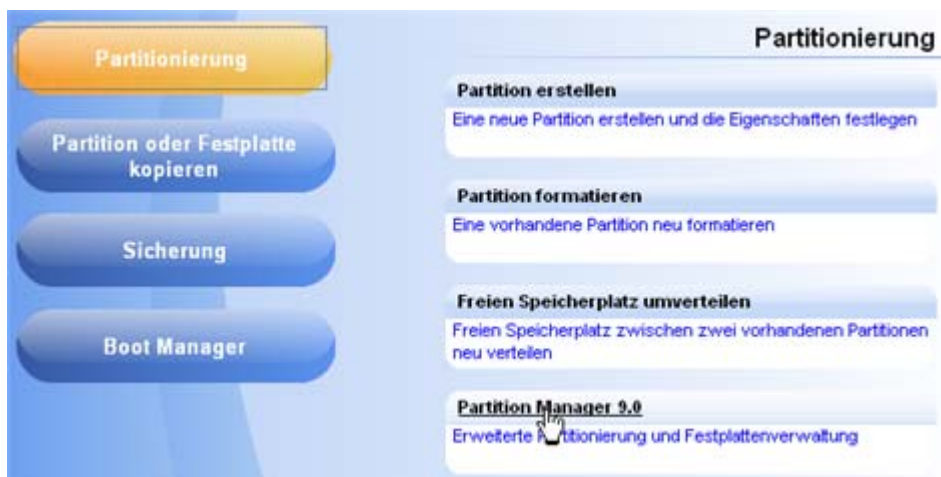 Partitionierung
Partition oder Festplatte
kopieren
Sicherung
Boot Manager
Partitionierung
Partition erstellen
Eine neue Partition erstellen und die Eigenschaften festlegen
Partition formatieren
Eine vorhandene Partition neu formatieren
Freien Speicherplatz umverteilen
Freien Speicherplatz zwischen zwei vorhandenen Partitionen
neu verteilen
Partition Manager 9.0
Erweiterte Partitionierung und Festplattenverwaltung